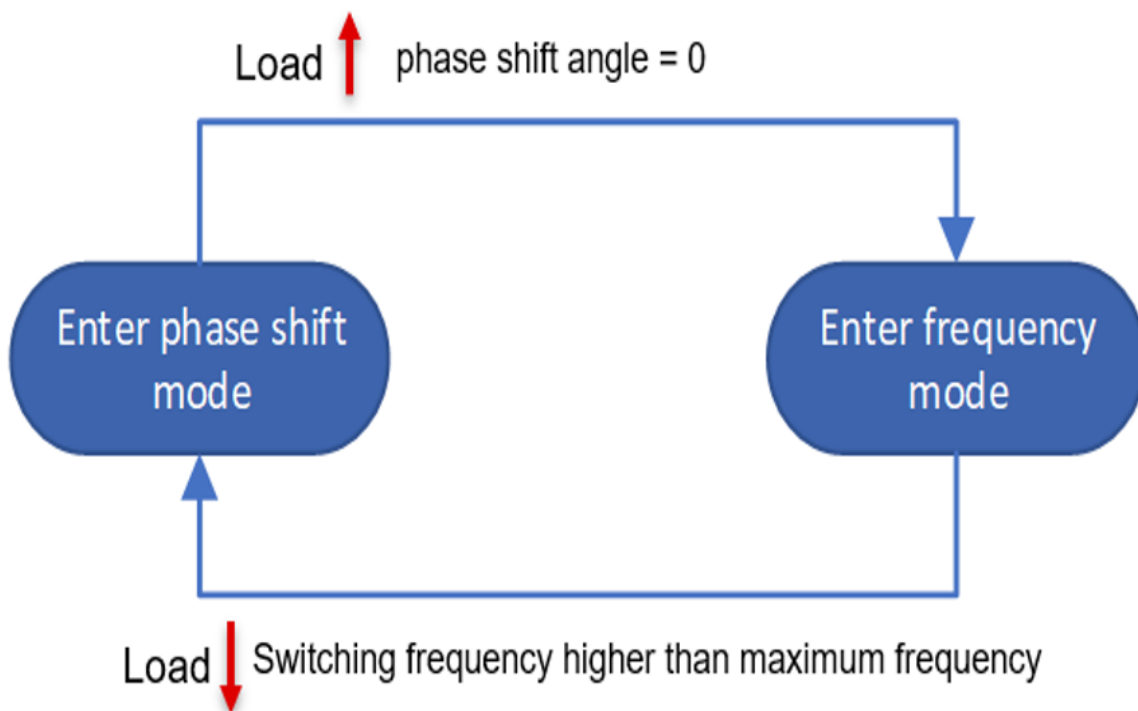 Load phase shift angle = 0
Enter phase shift
mode
Enter frequency
mode
Load Switching frequency higher than maximum frequency